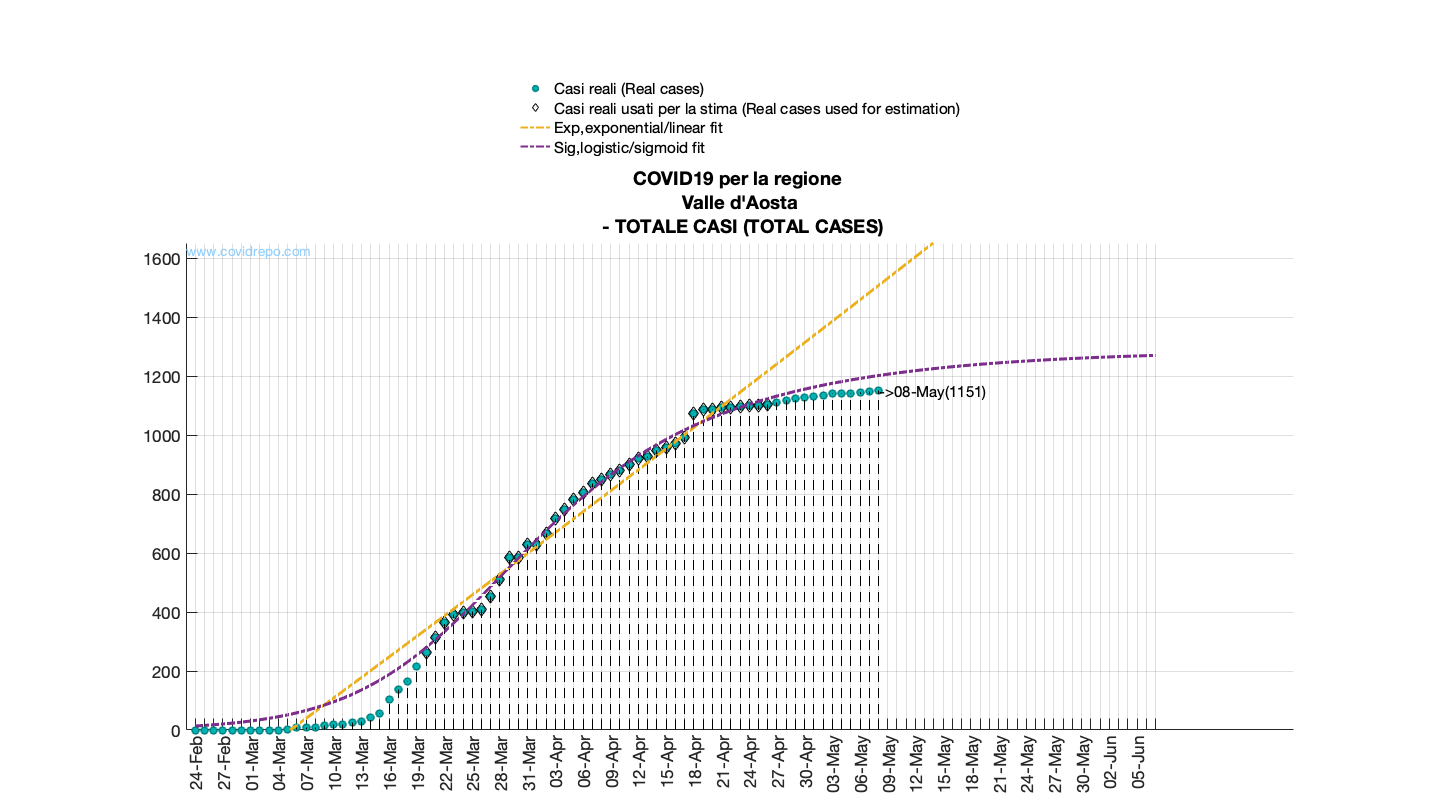 Casi reali (Real cases)
Casi reali usati per la stima (Real cases used for estimation)
Exp,exponential/linear fit
Sig,logistic/sigmoid fit
COVID19 per la regione
Valle d'Aosta
- TOTALE CASI (TOTAL CASES)
www.covidrepo.com
1600
1400
1200
1000
800
600
400
200
0
>08-May(1151)
24-Feb
27-Feb
01-Mar
04-Mar
07-Mar
10-Mar
13-Mar
16-Mar
19-Mar
22-Mar
25-Mar
28-Mar
31-Mar
03-Apr
06-Apr
09-Apr
12-Apr
15-Apr
18-Apr
21-Apr
24-Apr
27-Apr
30-Apr
03-May
06-May
09-May
12-May
15-May
18-May
21-May
24-May
27-May
30-May
02-Jun
05-Jun